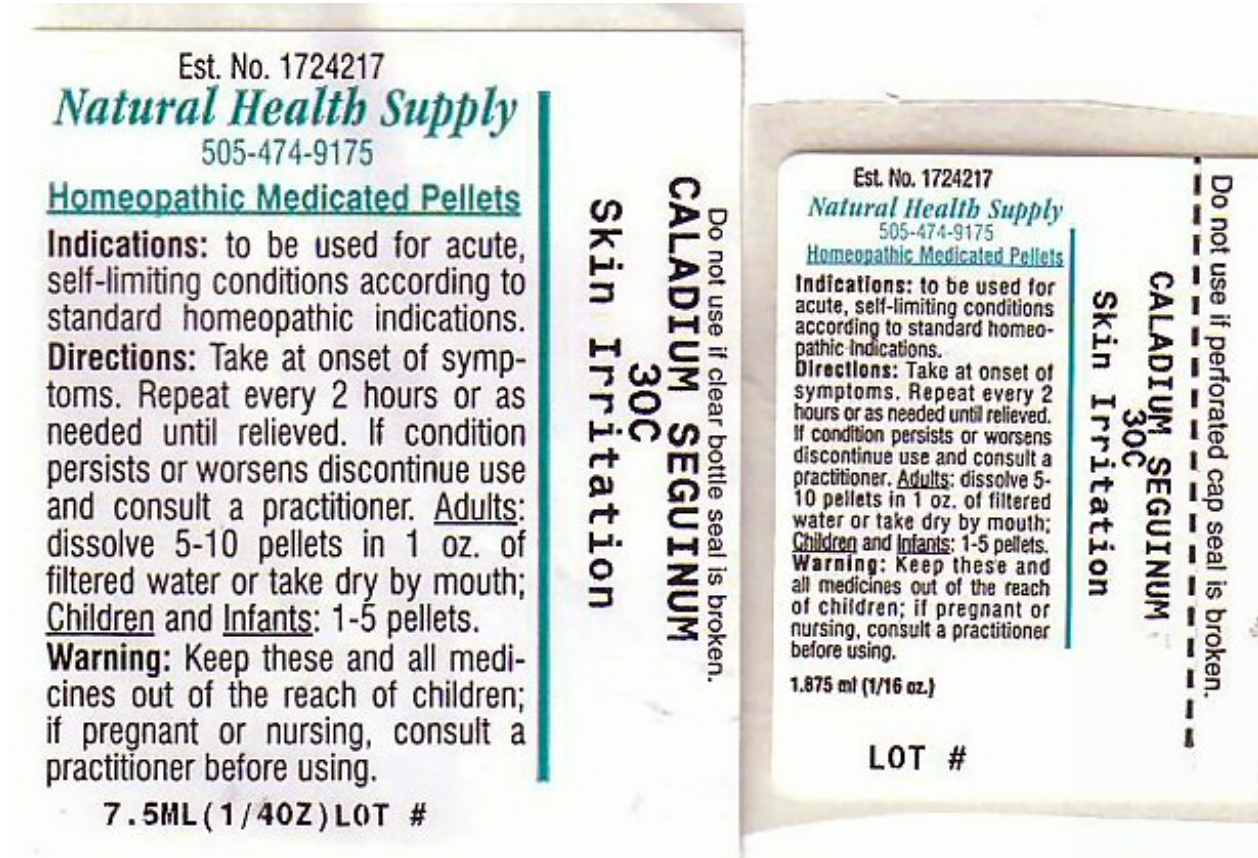 Est. No. 1724217
Natural Health Supply
505-474-9175
Homeopathic Medicated Pellets
Indications: to be used for acute,
self-limiting conditions according to
standard homeopathic indications.
Directions: Take at onset of symp-
toms. Repeat every 2 hours or as
needed until relieved. If condition
persists or worsens discontinue use
and consult a practitioner. Adults:
dissolve 5-10 pellets in 1 oz. of
filtered water or take dry by mouth;
Children and Infants: 1-5 pellets.
Warning: Keep these and all medi-
cines out of the reach of children;
if pregnant or nursing, consult a
practitioner before using.
7.5ML(1/4OZ)LOT #
Do not use if clear bottle seal is broken.
CALADIUM SEGUINUM
30C
Skin Irritation
Est. No. 1724217
Natural Health Supply
505-474-9175
Homeopathic Medicated Pellets
Indications: to be used for
acute, self-limiting conditions
according to standard homeo-
pathic Indications.
Directions: Take at onset of
symptoms. Repeat every 2
hours or as needed until relieved.
If condition persists or worsens
discontinue use and consult a
practitioner. Adults: dissolve 5-
10 pellets in 1 oz. of filtered
water or take dry by mouth;
Children and Infants: 1-5 pellets.
Warning: Keep these and
all medicines out of the reach
of children; if pregnant or
nursing, consult a practitioner
before using.
1.875 ml (1/16 oz.)
LOT #
Do not use if perforated cap seal is broken.
CALADIUM SEGUINUM
30C
Skin Irritation